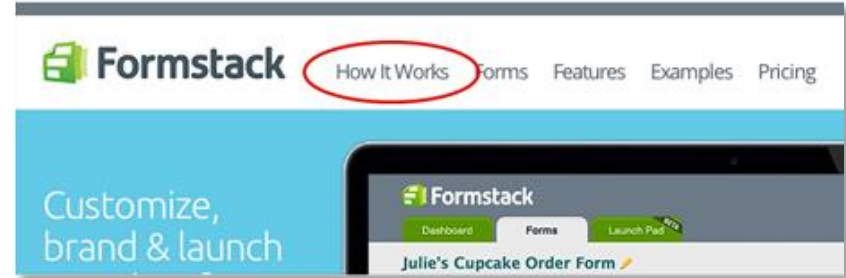 Formstack How It Works Forms Features Examples Pricing
Formstack
Customize,
Dashboard Forms Launch Pad BETA
brand & launch
Julie's Cupcake Order Form